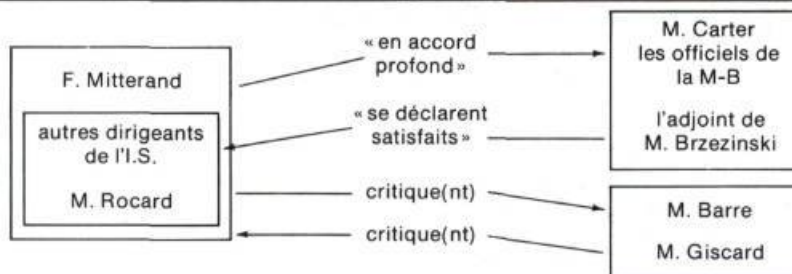 F. Mitterand
autres dirigeants
de l'I.S.
M. Rocard
« en accord
profond »
« se déclarent
satisfaits »
critique(nt)
critique(nt)
M. Carter
les officiels de
la M-B
l'adjoint de
M. Brzezinski
M. Barre
M. Giscard